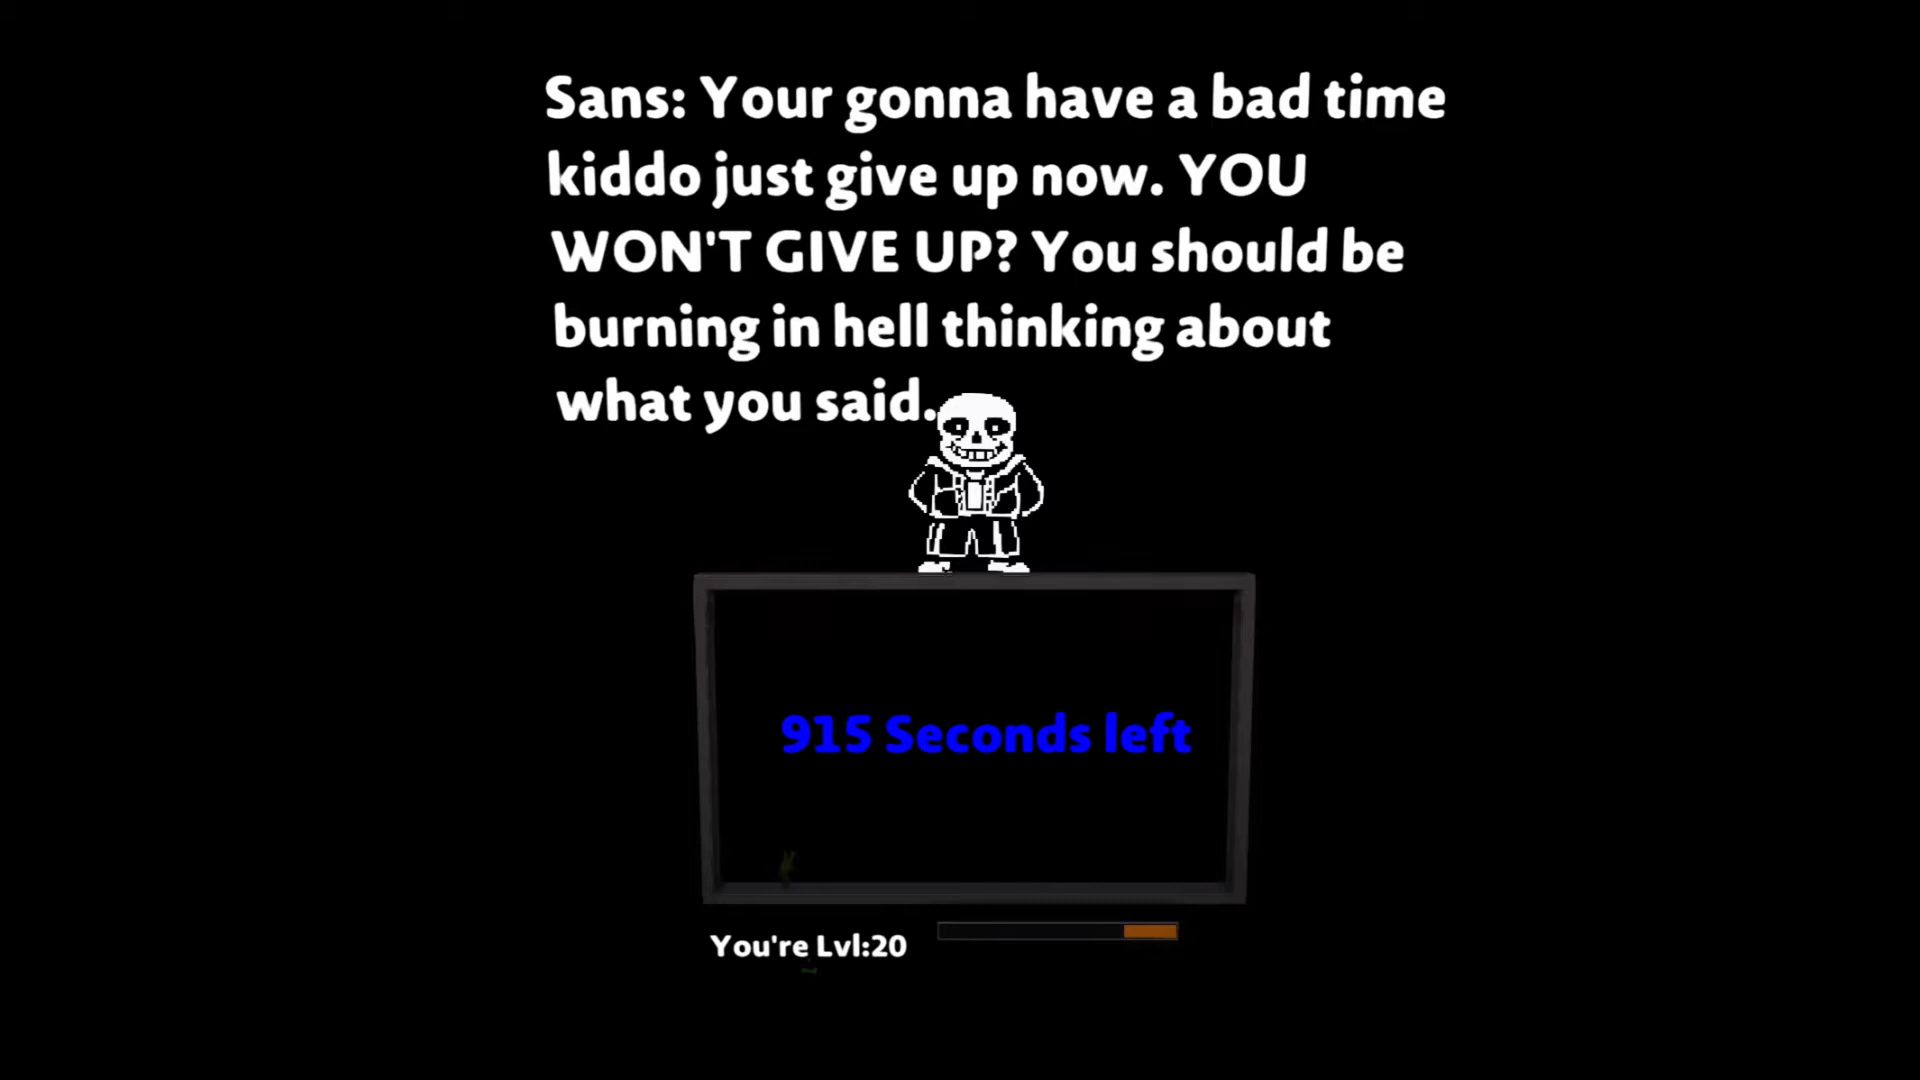 Sans: Your gonna have a bad time
kiddo just give up now. YOU
WON'T GIVE UP? You should be
burning in hell thinking about
what you said.
915 Seconds left
You're Lvl:20